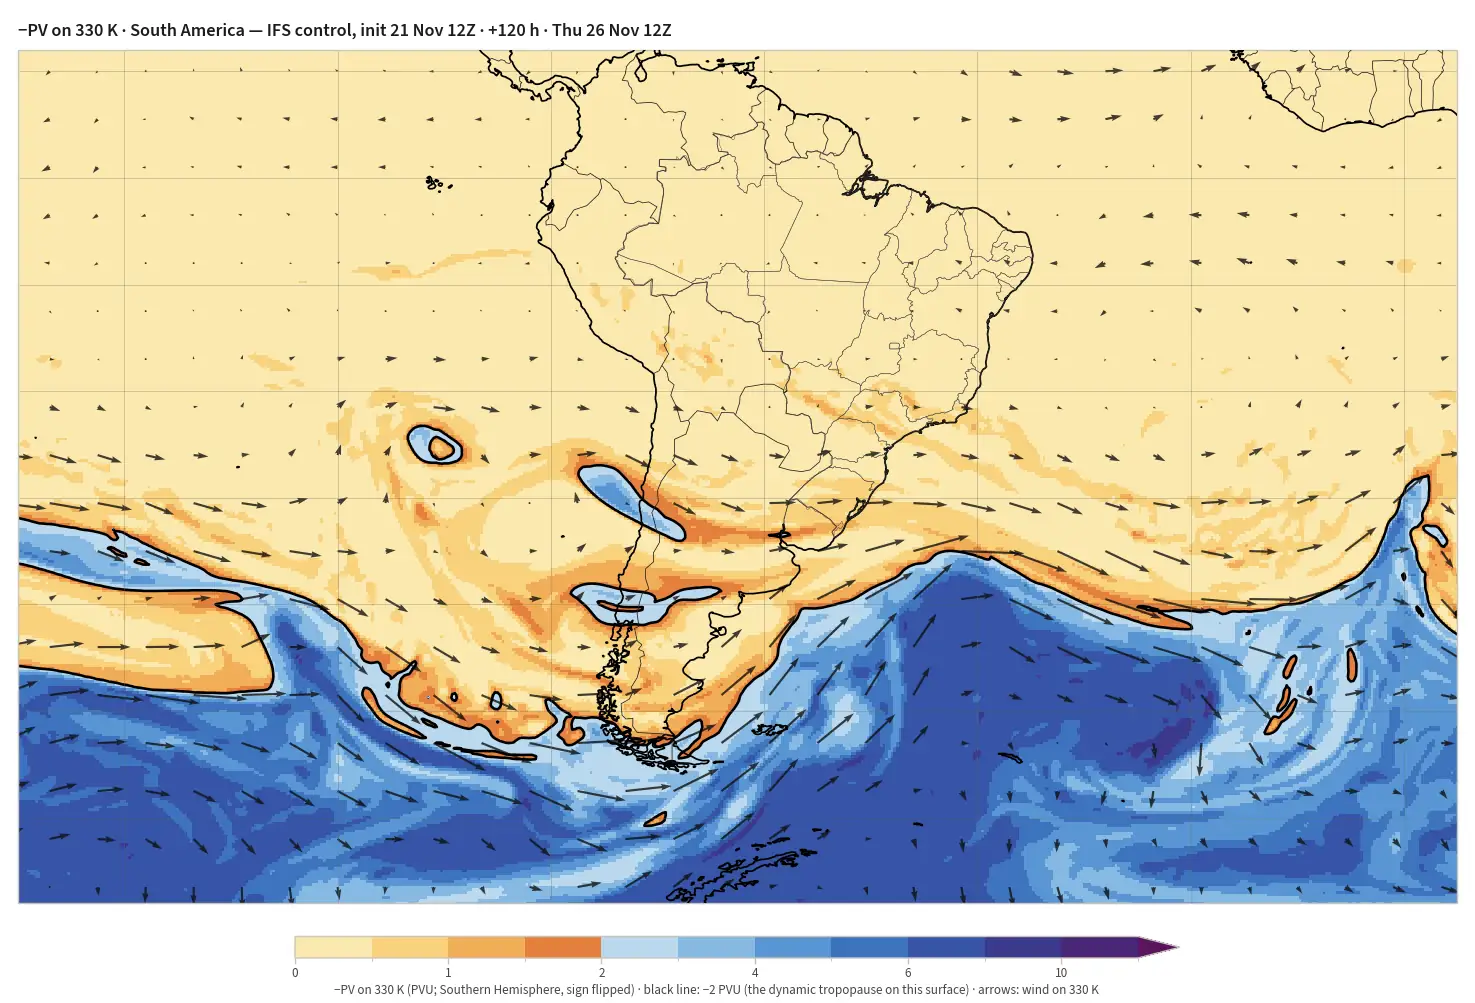 −PV on 330 K · South America — IFS control, init 21 Nov 12Z · +120 h · Thu 26 Nov 12Z
0 1 2 4 6 10
−PV on 330 K (PVU; Southern Hemisphere, sign flipped) · black line: −2 PVU (the dynamic tropopause on this surface) · arrows: wind on 330 K